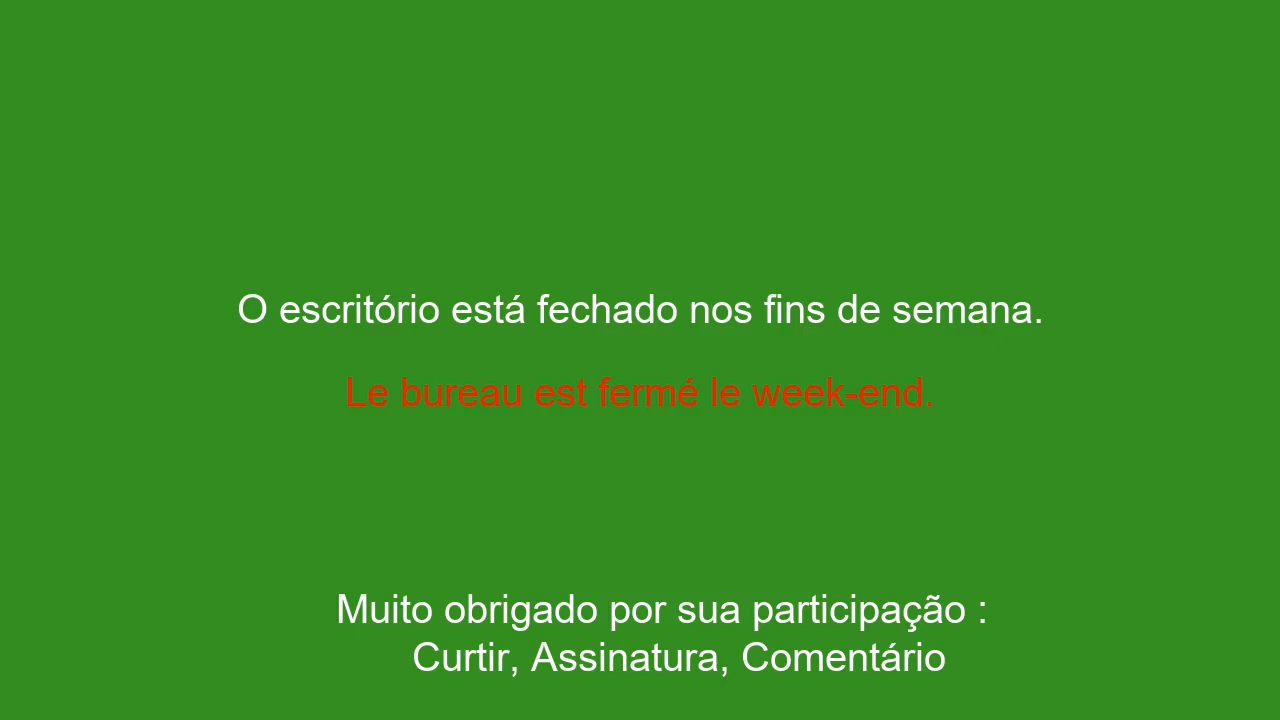 O escritório está fechado nos fins de semana.
Le bureau est fermé le week-end.
Muito obrigado por sua participação :
Curtir, Assinatura, Comentário